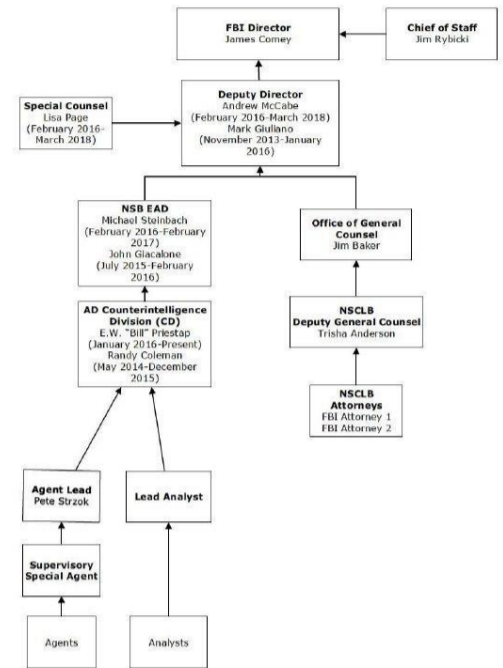 FBI Director
James Comey
Chief of Staff
Jim Rybicki
Special Counsel
Lisa Page
(February 2016-
March 2018)
Deputy Director
Andrew McCabe
(February 2016-March 2018)
Mark Giuliano
(November 2013-January
2016)
NSB EAD
Michael Steinbach
(February 2016-February
2017)
John Giacalone
(July 2015-February
2016)
Office of General
Counsel
Jim Baker
AD Counterintelligence
Division (CD)
E.W. "Bill" Priestap
(January 2016-Present)
Randy Coleman
(May 2014-December
2015)
NSCLB
Deputy General Counsel
Trisha Anderson
NSCLB
Attorneys
FBI Attorney 1
FBI Attorney 2
Agent Lead
Pete Strzok
Lead Analyst
Supervisory
Special Agent
Agents
Analysts